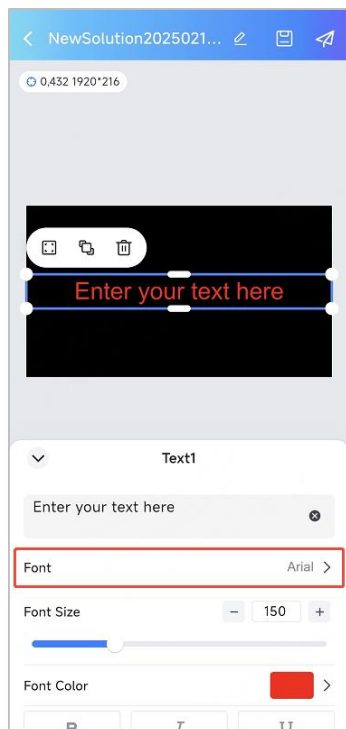 NewSolution2025021...
0,432 1920*216
Enter your text here
Text1
Enter your text here
Font Arial
Font Size - 150 +
Font Color
B I U